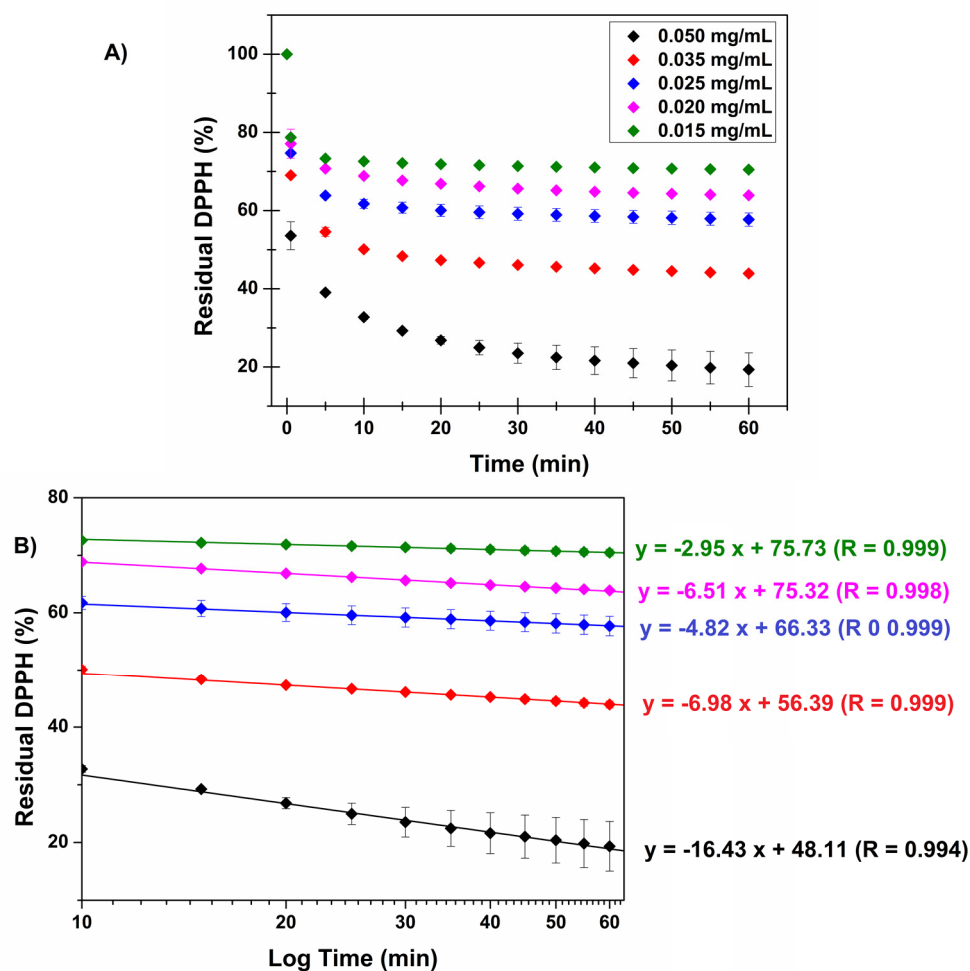 A)
0.050 mg/mL
0.035 mg/mL
0.025 mg/mL
0.020 mg/mL
0.015 mg/mL
Residual DPPH (%)
100
80
60
40
20
0 10 20 30 40 50 60
Time (min)
B)
Residual DPPH (%)
80
60
40
20
y = -2.95 x + 75.73 (R = 0.999)
y = -6.51 x + 75.32 (R = 0.998)
y = -4.82 x + 66.33 (R 0 0.999)
y = -6.98 x + 56.39 (R = 0.999)
y = -16.43 x + 48.11 (R = 0.994)
10 20 30 40 50 60
Log Time (min)